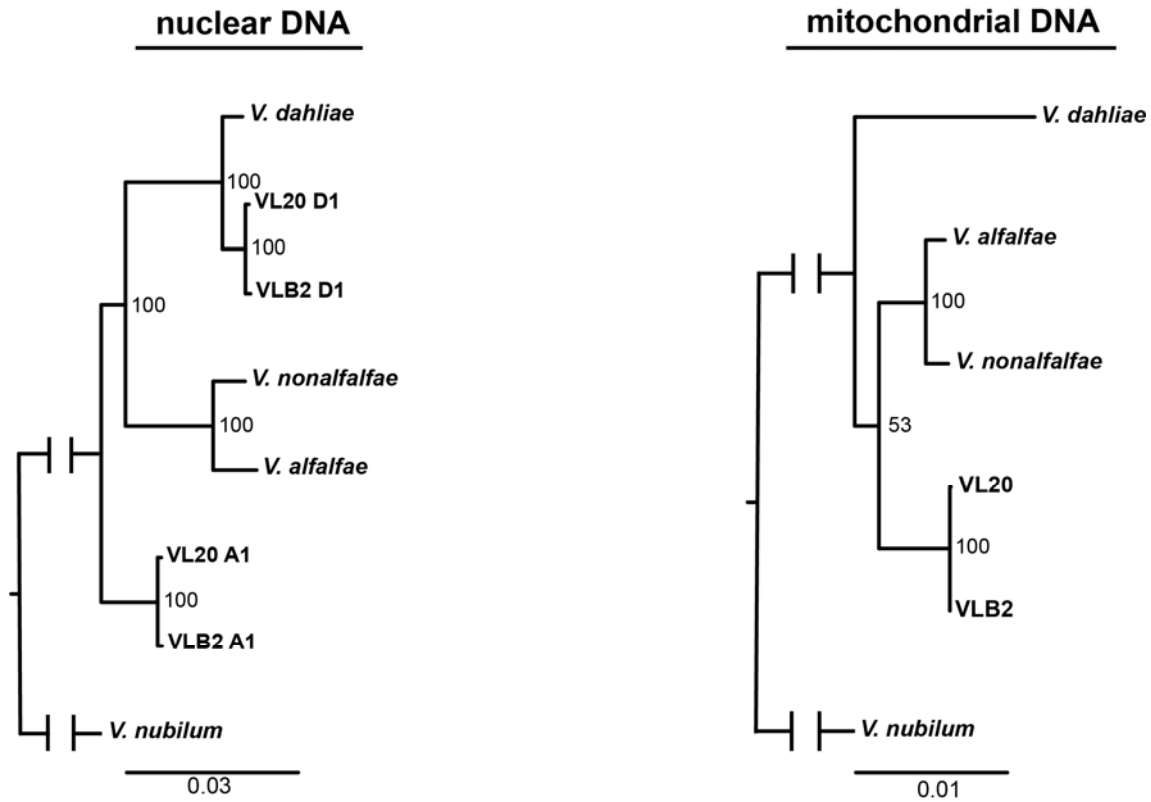 nuclear DNA
V. dahliae
100
VL20 D1
100
VLB2 D1
100
V. nonalfalfae
100
V. alfalfae
VL20 A1
100
VLB2 A1
V. nubilum
0.03
mitochondrial DNA
V. dahliae
V. alfalfae
100
V. nonalfalfae
53
VL20
100
VLB2
V. nubilum
0.01